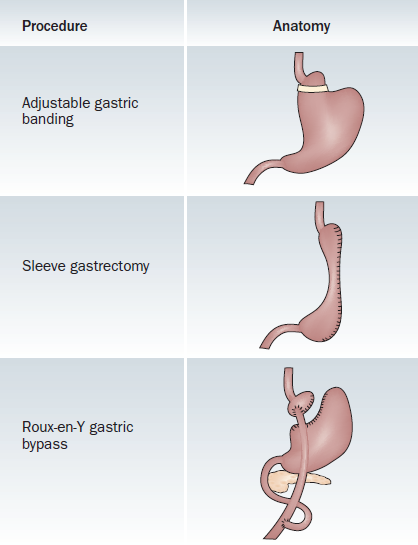 Procedure
Anatomy
Adjustable gastric
banding
Sleeve gastrectomy
Roux-en-Y gastric
bypass